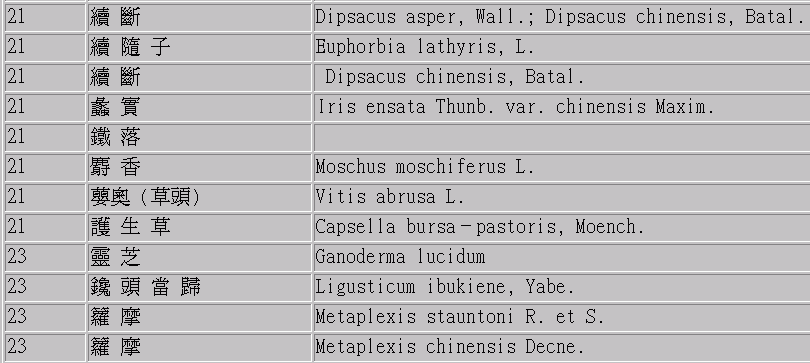 21 續 斷 Dipsacus asper, Wall.; Dipsacus chinensis, Batal.
21 續 隨 子 Euphorbia lathyris, L.
21 續 斷 Dipsacus chinensis, Batal.
21 蠡 實 Iris ensata Thunb. var. chinensis Maxim.
21 鐵 落
21 麝 香 Moschus moschiferus L.
21 蘡奧 (草頭) Vitis abrusa L.
21 護 生 草 Capsella bursa-pastoris, Moench.
23 靈 芝 Ganoderma lucidum
23 鑱 頭 當 歸 Ligusticum ibukiene, Yabe.
23 蘿 摩 Metaplexis stauntoni R. et S.
23 蘿 摩 Metaplexis chinensis Decne.